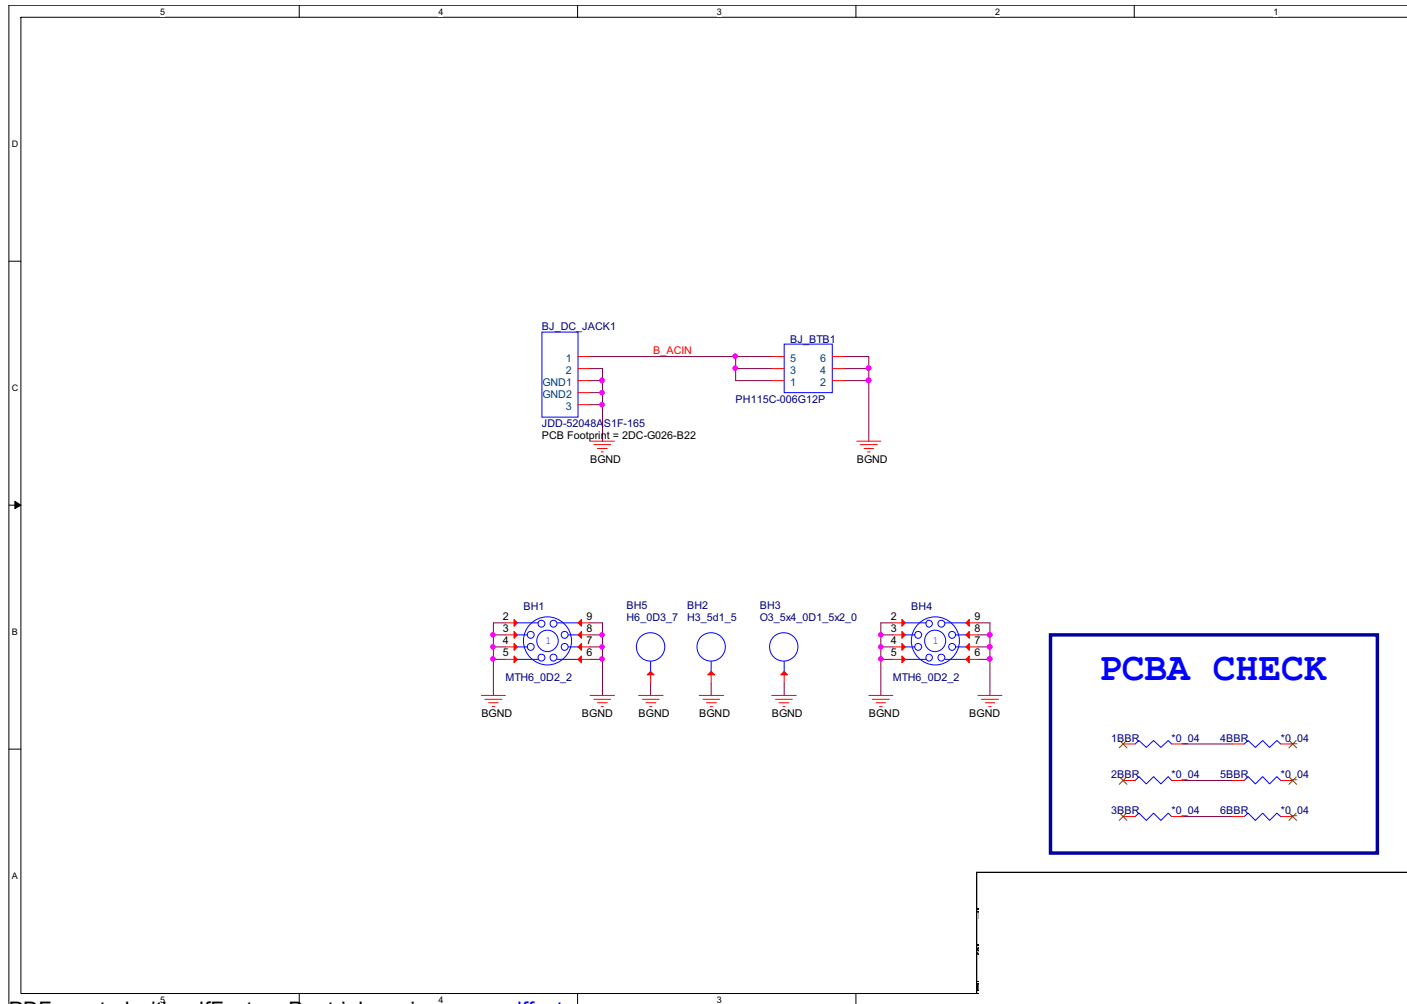 5 4 3 2 1
D
C
B
A
BJ_DC_JACK1
1
2
GND1
GND2
3
JDD-52048AS1F-165
PCB Footprint = 2DC-G026-B22
BGND
B_ACIN
BJ_BTB1
5 6
3 4
1 2
PH115C-006G12P
BGND
BH1
2 9
3 8
4 1 7
5 6
MTH6_0D2_2
BGND BGND
BH5
H6_0D3_7
BGND
BH2
H3_5d1_5
BGND
BH3
O3_5x4_0D1_5x2_0
BGND
BH4
2 9
3 8
4 1 7
5 6
MTH6_0D2_2
BGND BGND
PCBA CHECK
1BBR *0_04 4BBR *0_04
2BBR *0_04 5BBR *0_04
3BBR *0_04 6BBR *0_04
5 4 3